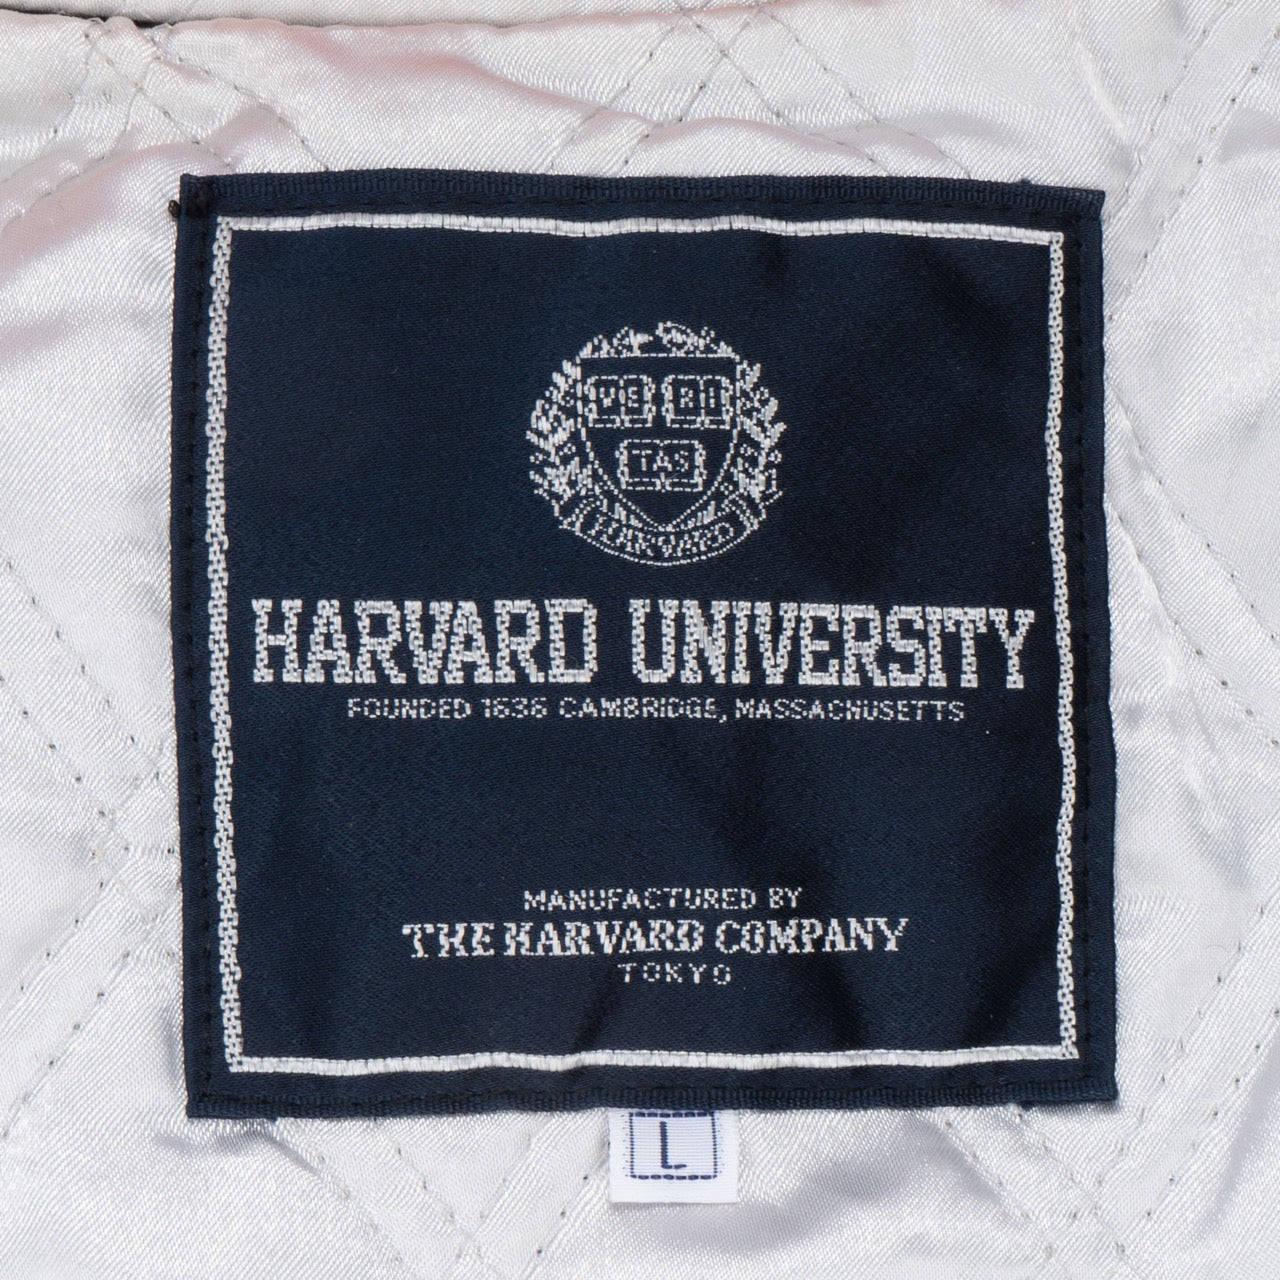 VE RI
TAS
HARVARD
HARVARD UNIVERSITY
FOUNDED 1636 CAMBRIDGE, MASSACHUSETTS
MANUFACTURED BY
THE HARVARD COMPANY
TOKYO
L